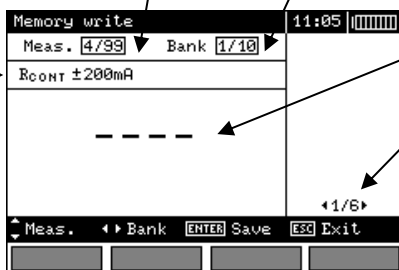 Memory write 11:05
Meas. 4/99 Bank 1/10
RCONT ±200mA
– – – –
◂1/6▸
Meas. Bank ENTER Save ESC Exit